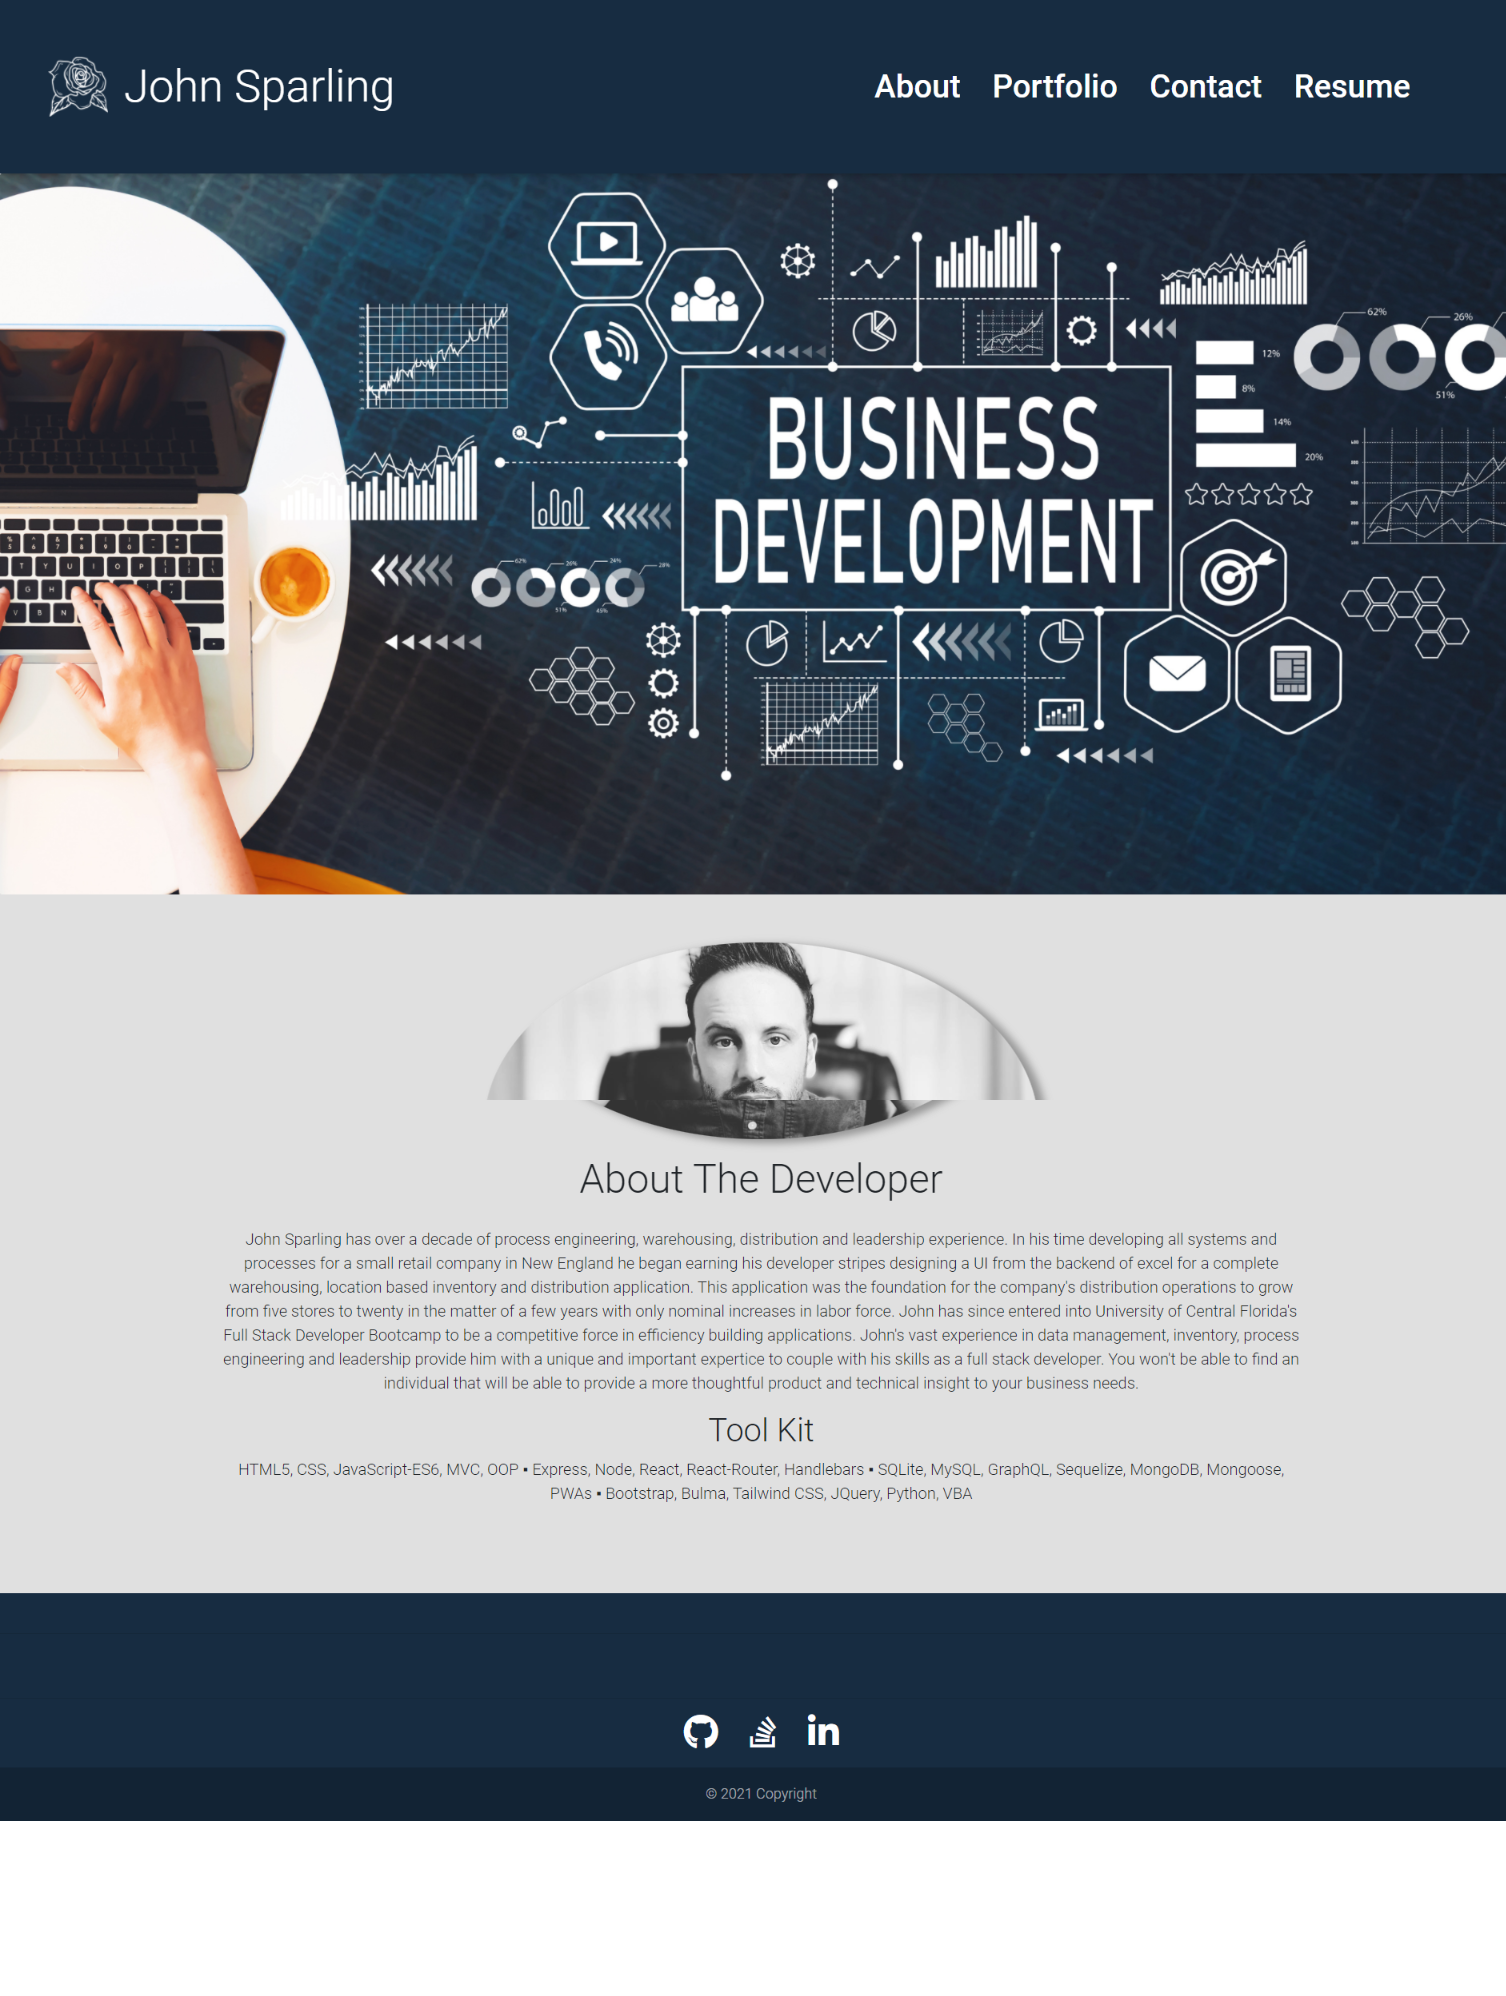 John Sparling
About Portfolio Contact Resume
62%
26%
12%
8%
51%
14%
20%
BUSINESS
DEVELOPMENT
62%
26%
24%
28%
51%
45%
About The Developer
John Sparling has over a decade of process engineering, warehousing, distribution and leadership experience. In his time developing all systems and
processes for a small retail company in New England he began earning his developer stripes designing a UI from the backend of excel for a complete
warehousing, location based inventory and distribution application. This application was the foundation for the company's distribution operations to grow
from five stores to twenty in the matter of a few years with only nominal increases in labor force. John has since entered into University of Central Florida's
Full Stack Developer Bootcamp to be a competitive force in efficiency building applications. John's vast experience in data management, inventory, process
engineering and leadership provide him with a unique and important expertice to couple with his skills as a full stack developer. You won't be able to find an
individual that will be able to provide a more thoughtful product and technical insight to your business needs.
Tool Kit
HTML5, CSS, JavaScript-ES6, MVC, OOP ▪ Express, Node, React, React-Router, Handlebars ▪ SQLite, MySQL, GraphQL, Sequelize, MongoDB, Mongoose,
PWAs ▪ Bootstrap, Bulma, Tailwind CSS, JQuery, Python, VBA
in
© 2021 Copyright